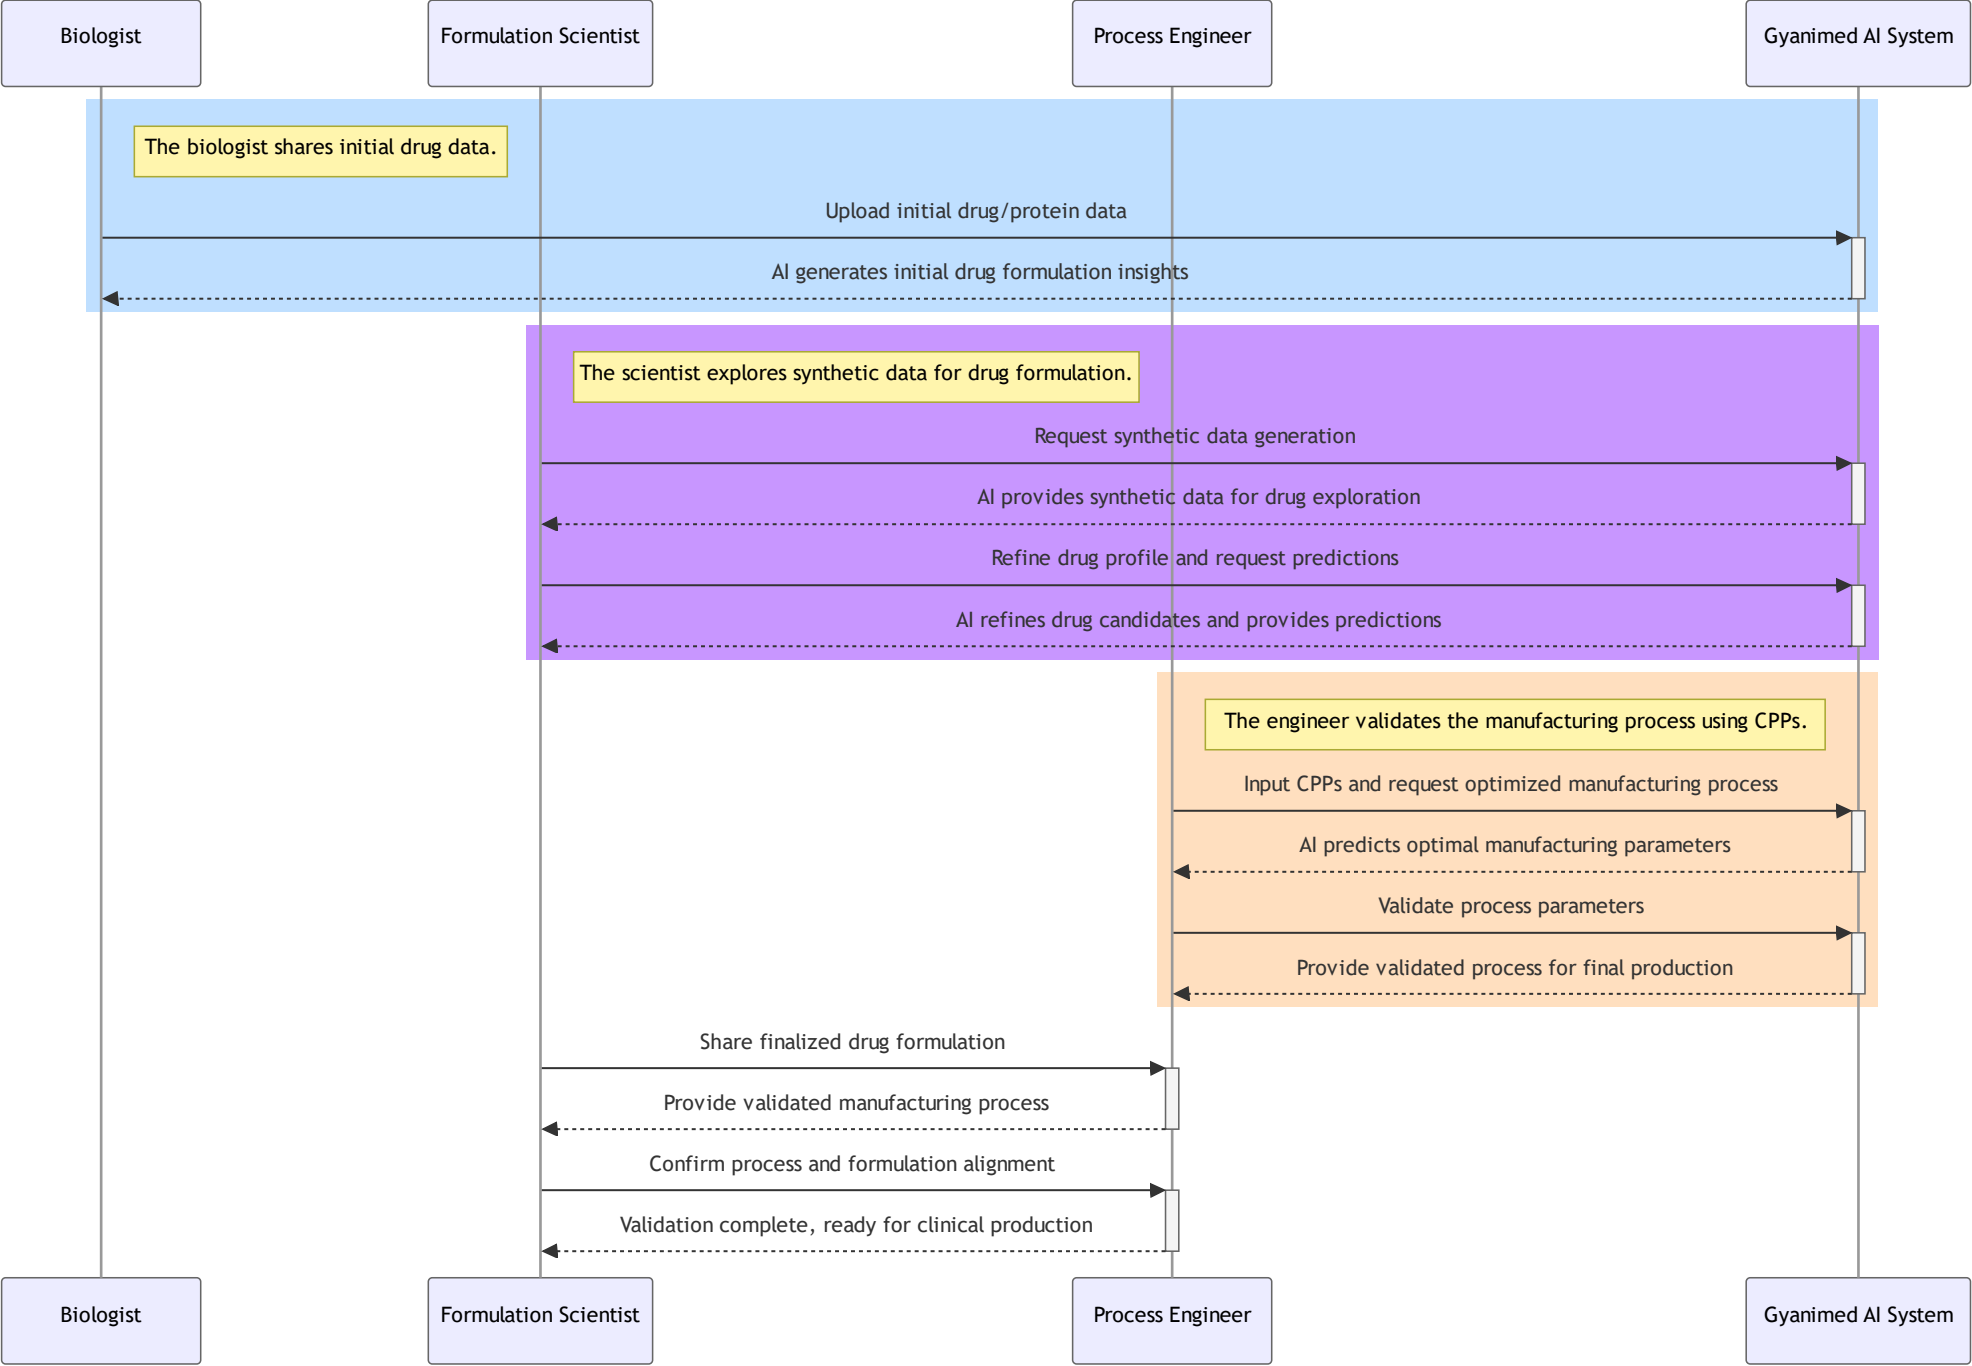 Biologist
Formulation Scientist
Process Engineer
Gyanimed AI System
The biologist shares initial drug data.
Upload initial drug/protein data
AI generates initial drug formulation insights
The scientist explores synthetic data for drug formulation.
Request synthetic data generation
AI provides synthetic data for drug exploration
Refine drug profile and request predictions
AI refines drug candidates and provides predictions
The engineer validates the manufacturing process using CPPs.
Input CPPs and request optimized manufacturing process
AI predicts optimal manufacturing parameters
Validate process parameters
Provide validated process for final production
Share finalized drug formulation
Provide validated manufacturing process
Confirm process and formulation alignment
Validation complete, ready for clinical production
Biologist
Formulation Scientist
Process Engineer
Gyanimed AI System